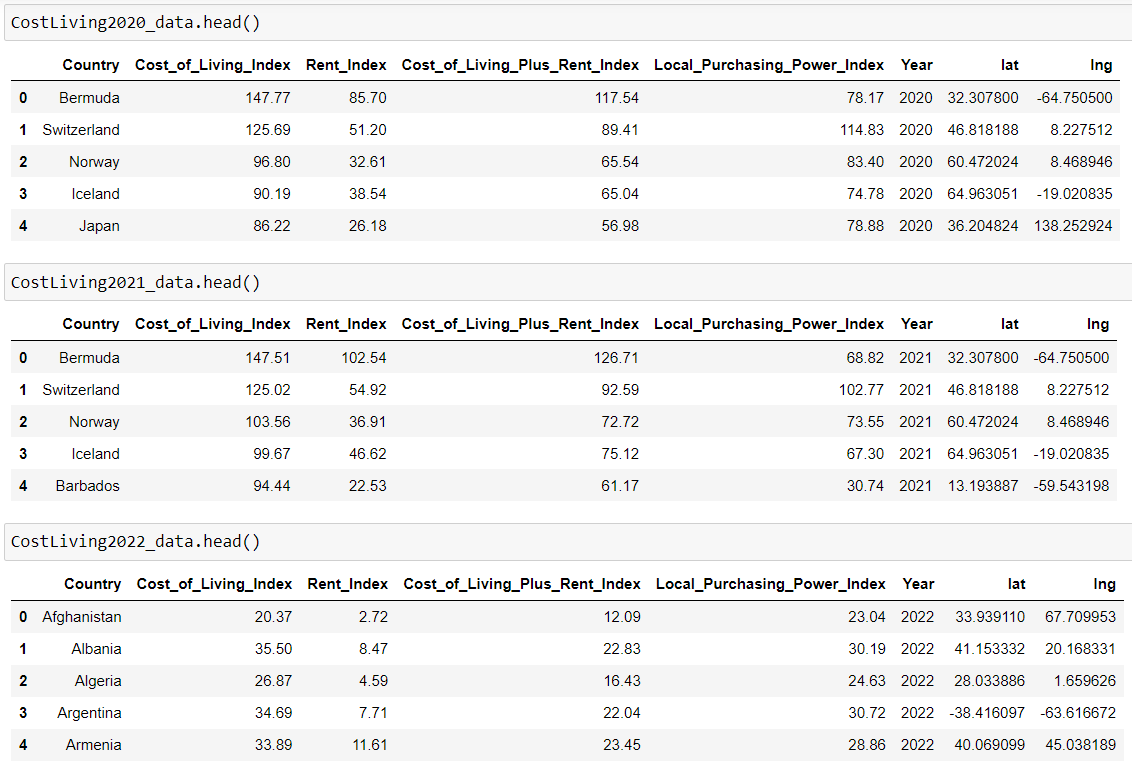 CostLiving2020_data.head()
Country Cost_of_Living_Index Rent_Index Cost_of_Living_Plus_Rent_Index Local_Purchasing_Power_Index Year lat lng
0 Bermuda 147.77 85.70 117.54 78.17 2020 32.307800 -64.750500
1 Switzerland 125.69 51.20 89.41 114.83 2020 46.818188 8.227512
2 Norway 96.80 32.61 65.54 83.40 2020 60.472024 8.468946
3 Iceland 90.19 38.54 65.04 74.78 2020 64.963051 -19.020835
4 Japan 86.22 26.18 56.98 78.88 2020 36.204824 138.252924
CostLiving2021_data.head()
Country Cost_of_Living_Index Rent_Index Cost_of_Living_Plus_Rent_Index Local_Purchasing_Power_Index Year lat lng
0 Bermuda 147.51 102.54 126.71 68.82 2021 32.307800 -64.750500
1 Switzerland 125.02 54.92 92.59 102.77 2021 46.818188 8.227512
2 Norway 103.56 36.91 72.72 73.55 2021 60.472024 8.468946
3 Iceland 99.67 46.62 75.12 67.30 2021 64.963051 -19.020835
4 Barbados 94.44 22.53 61.17 30.74 2021 13.193887 -59.543198
CostLiving2022_data.head()
Country Cost_of_Living_Index Rent_Index Cost_of_Living_Plus_Rent_Index Local_Purchasing_Power_Index Year lat lng
0 Afghanistan 20.37 2.72 12.09 23.04 2022 33.939110 67.709953
1 Albania 35.50 8.47 22.83 30.19 2022 41.153332 20.168331
2 Algeria 26.87 4.59 16.43 24.63 2022 28.033886 1.659626
3 Argentina 34.69 7.71 22.04 30.72 2022 -38.416097 -63.616672
4 Armenia 33.89 11.61 23.45 28.86 2022 40.069099 45.038189